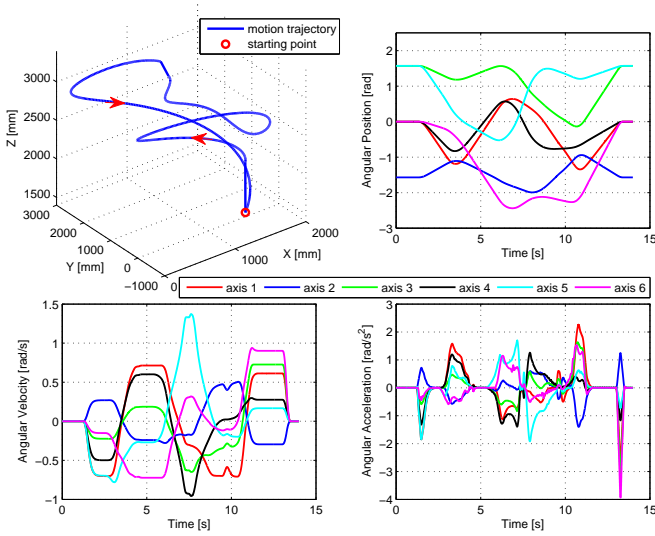 motion trajectory
starting point
3000
2500
2000
1500
Z [mm]
3000
2000
1000
0
−1000
Y [mm]
0
1000
2000
X [mm]
2
1
0
−1
−2
−3
Angular Position [rad]
0
5
10
15
Time [s]
axis 1
axis 2
axis 3
axis 4
axis 5
axis 6
1.5
1
0.5
0
−0.5
−1
Angular Velocity [rad/s]
0
5
10
15
Time [s]
3
2
1
0
−1
−2
−3
−4
Angular Acceleration [rad/s²]
0
5
10
15
Time [s]